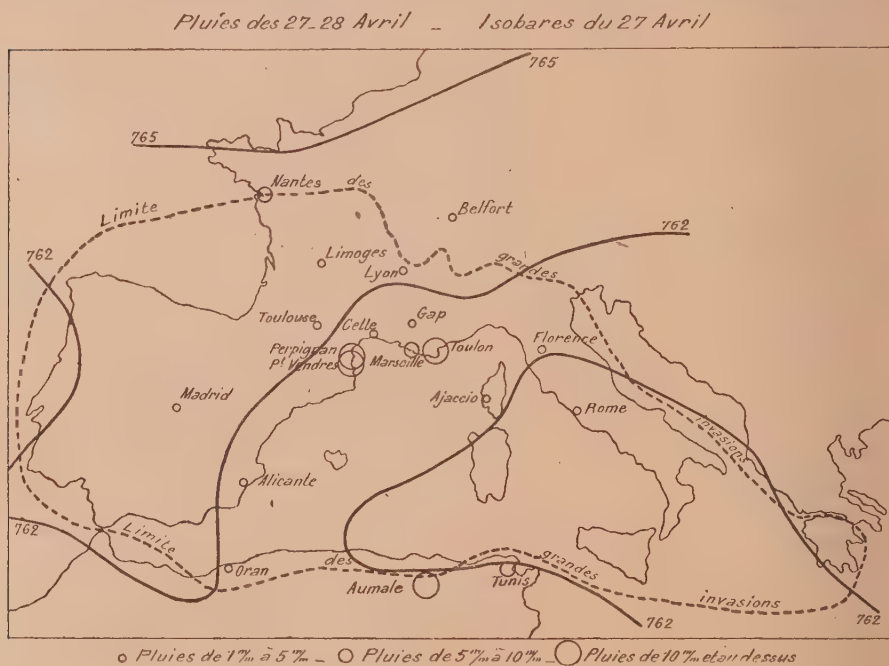 Pluies des 27-28 Avril _ Isobares du 27 Avril
765
765
Nantes
des
Limite
Belfort
762
762
Limoges
Lyon
grandes
Toulouse
Cette
Gap
Perpignan
Pt Vendres
Marseille
Toulon
Florence
Madrid
Ajaccio
Rome
invasions
Alicante
762
Limite
Oran
des
Aumale
Tunis
grandes
invasions
762
762
Pluies de 1m/m à 5m/m _ Pluies de 5m/m à 10m/m _ Pluies de 10m/m et au dessus